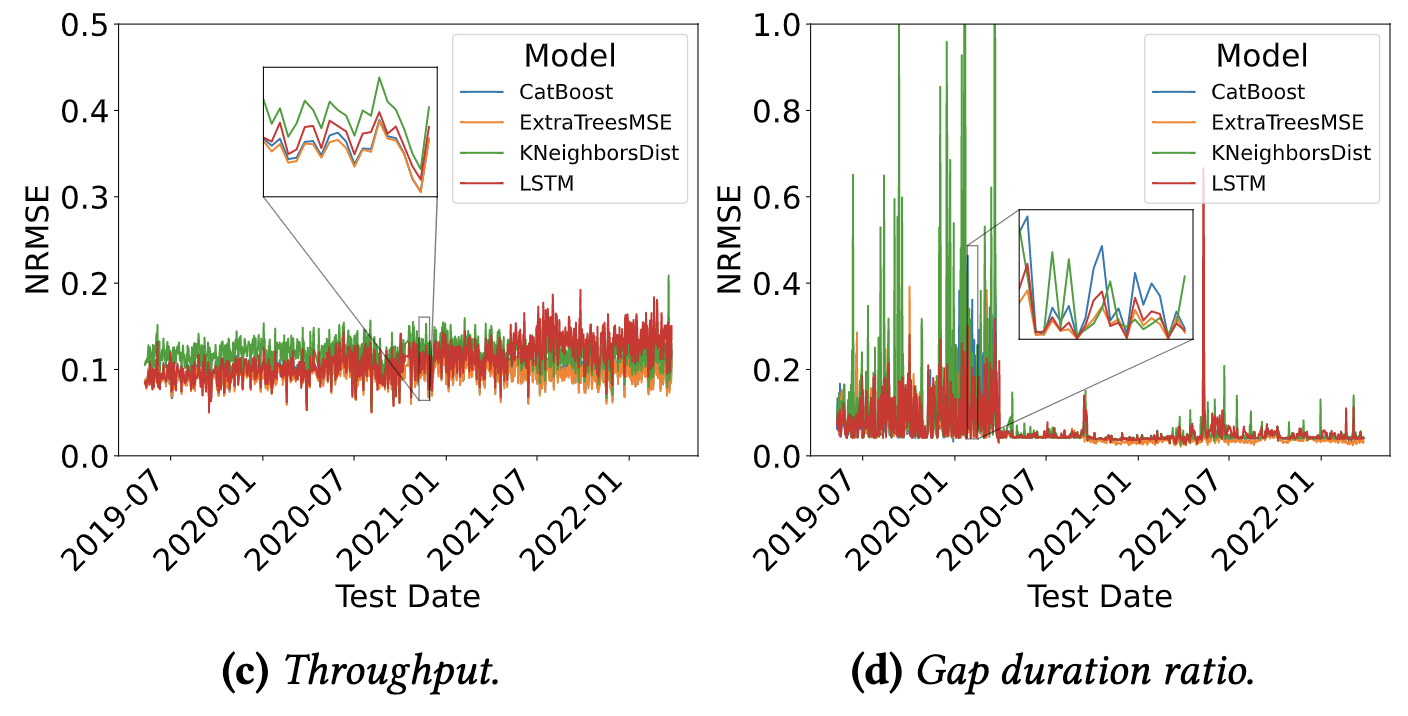 0.5
0.4
0.3
0.2
0.1
0.0
NRMSE
Model
CatBoost
ExtraTreesMSE
KNeighborsDist
LSTM
2019-07
2020-01
2020-07
2021-01
2021-07
2022-01
Test Date
(c) Throughput.
1.0
0.8
0.6
0.4
0.2
0.0
NRMSE
Model
CatBoost
ExtraTreesMSE
KNeighborsDist
LSTM
2019-07
2020-01
2020-07
2021-01
2021-07
2022-01
Test Date
(d) Gap duration ratio.